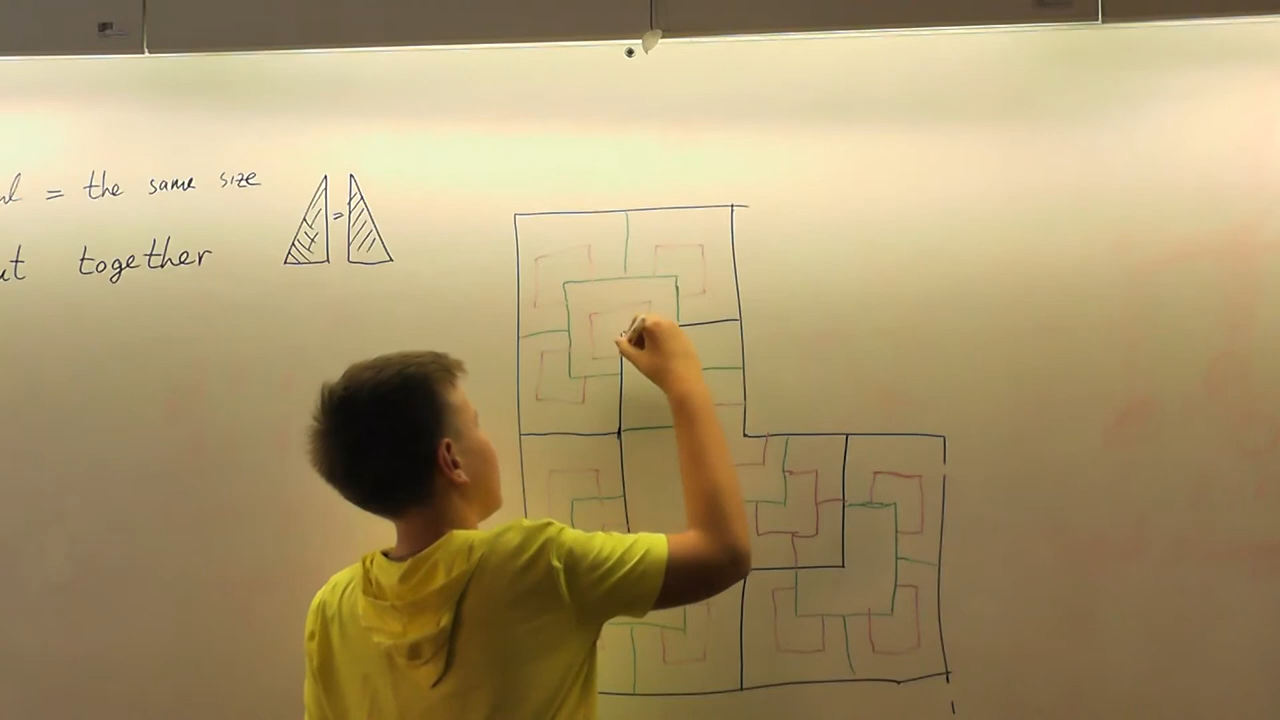 = the same size
together
=